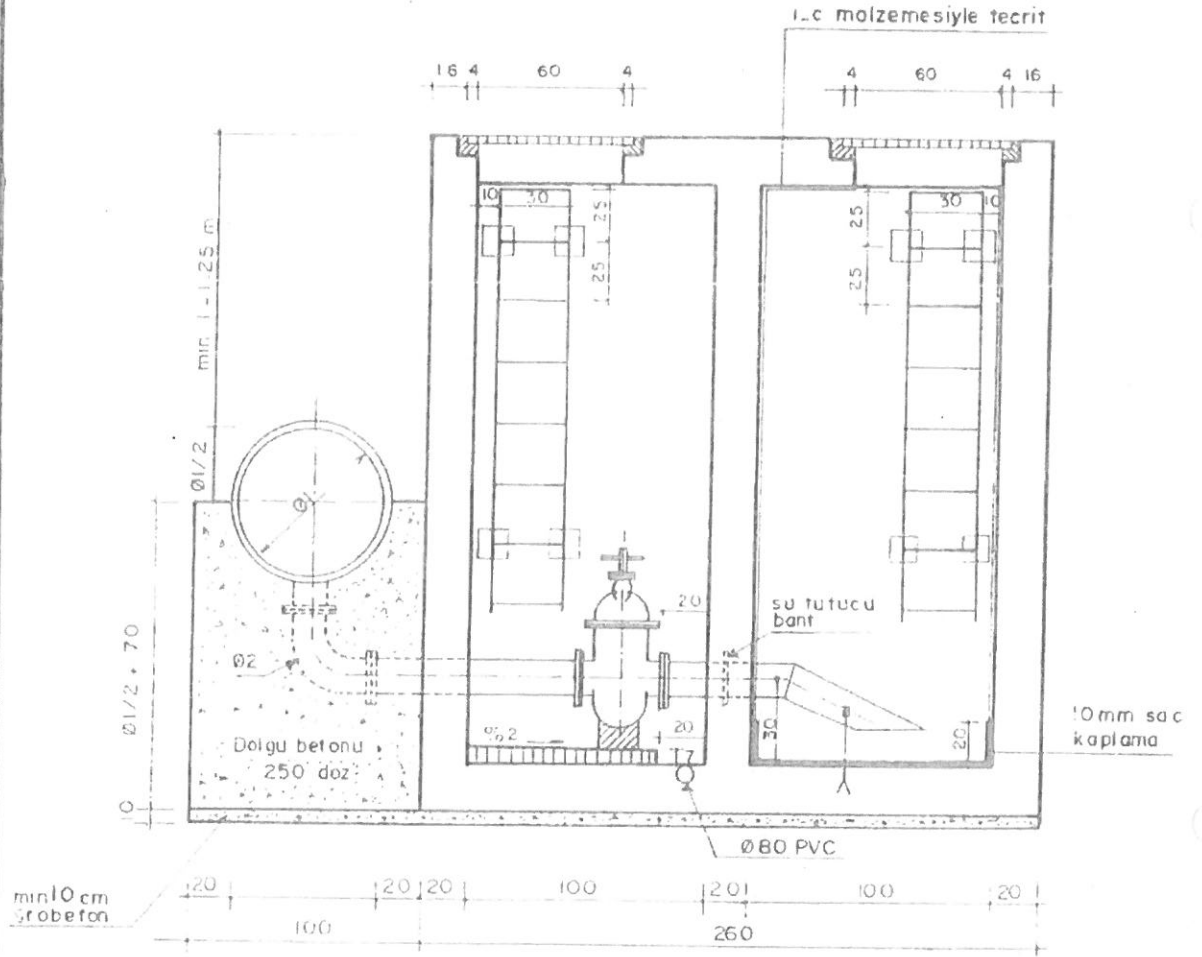 malzemesiyle tecrit
16 4 60 4
4 60 16
10 30
25
25
30 10
25
25
min 1-1.25 m
Ø1/2
Ø1
20
su tutucu
bant
Ø2
Ø1/2 + 70
%2
20
30
20
10mm sac
kaplama
Dolgu betonu
250 doz
17
10
Ø80 PVC
20 20 20 100 20 100 20
min10 cm
grobeton
100
260